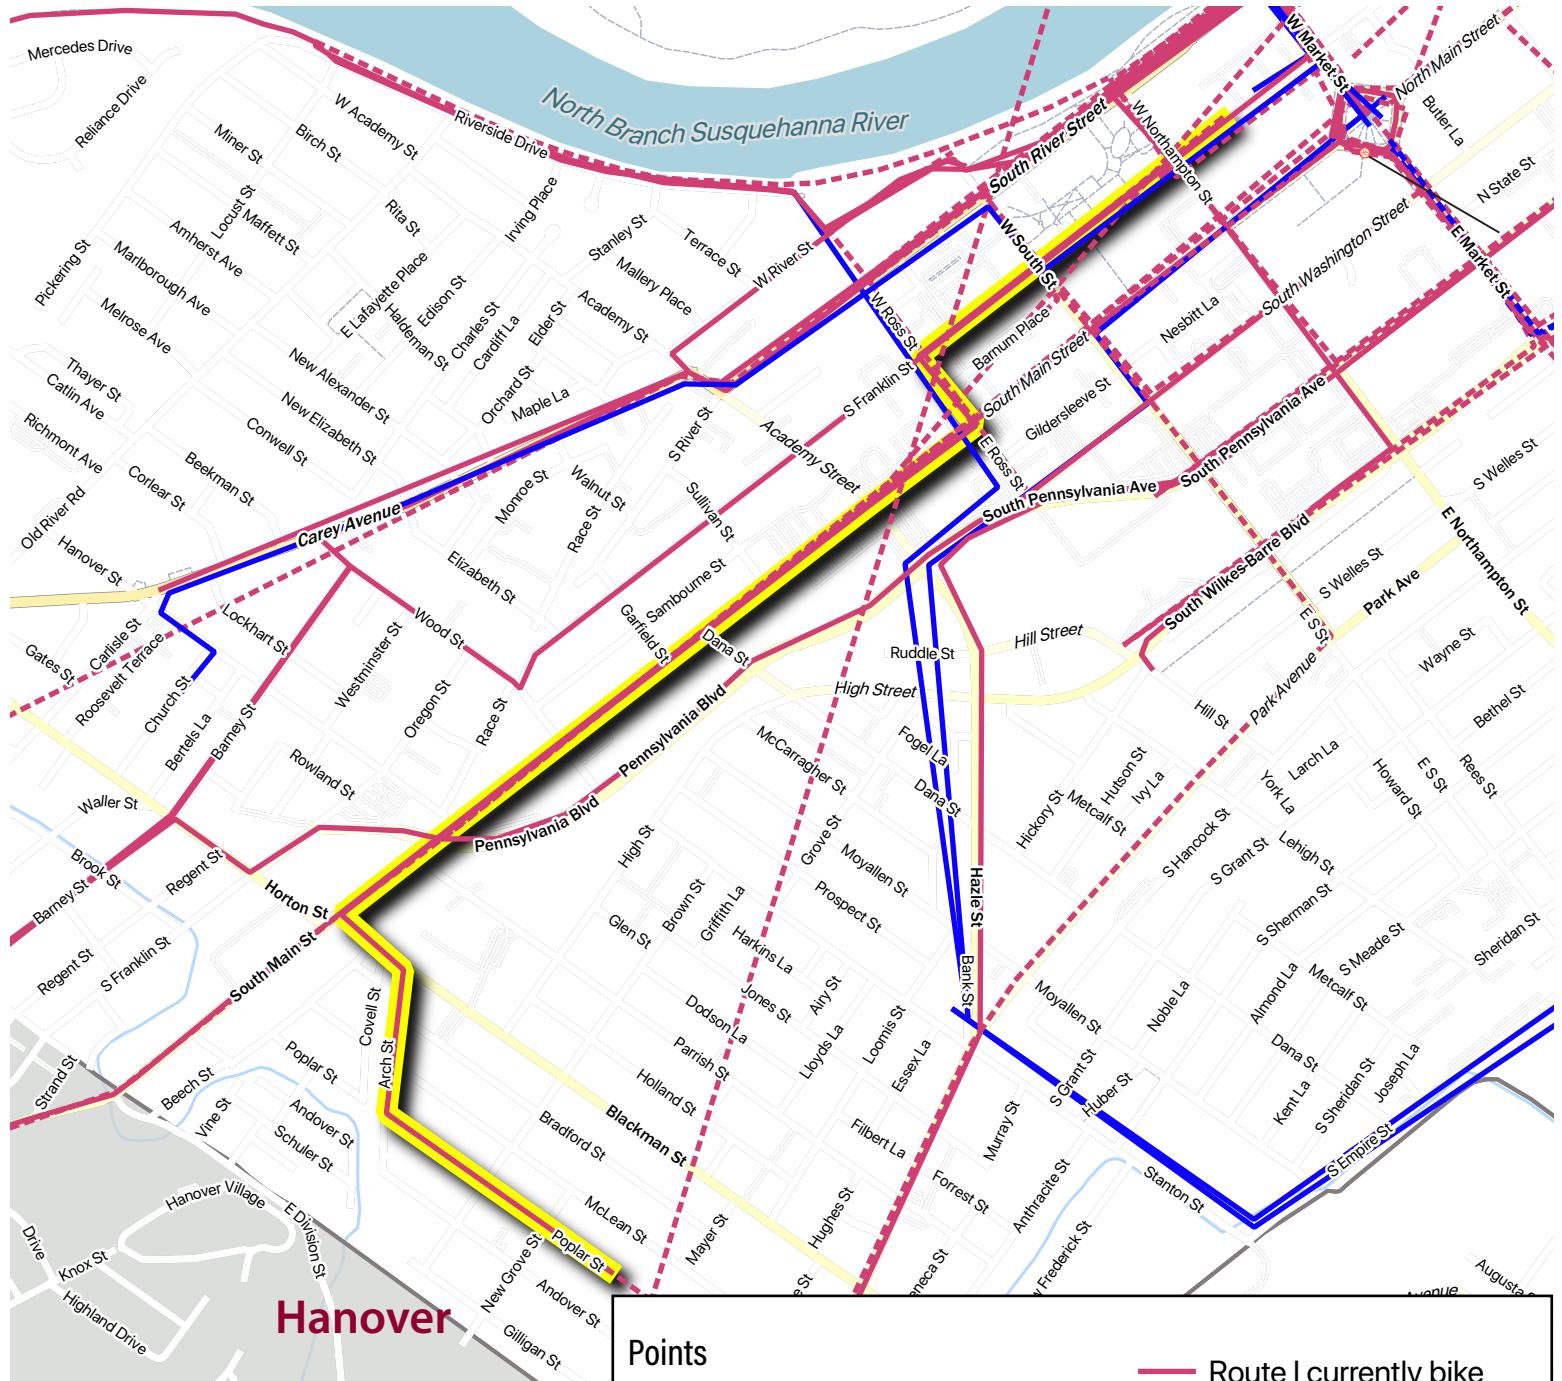 Mercedes Drive
Reliance Drive
W Academy St
Birch St
Miner St
Riverside Drive
North Branch Susquehanna River
South River Street
W Northampton St
W Market St
North Main Street
Butler La
N State St
E Market St
South Washington Street
Nesbitt La
W South St
Locust St
Maffett St
Amherst Ave
Rita St
Irving Place
Stanley St
Terrace St
Mallery Place
W River St
Academy St
W Ross St
Pickering St
Marlborough Ave
Melrose Ave
E Lafayette Place
Edison St
Haldeman St
Charles St
Cardiff La
Elder St
Barnum Place
South Main Street
Gildersleeve St
S Franklin St
Thayer St
Catlin Ave
New Alexander St
New Elizabeth St
Orchard St
Maple La
S River St
Academy Street
E Ross St
South Pennsylvania Ave
South Pennsylvania Ave
S Welles St
Richmond Ave
Conwell St
Beekman St
Corlear St
Old River Rd
Hanover St
Carey Avenue
Monroe St
Walnut St
Race St
Sullivan St
South Wilkes-Barre Blvd
E Northampton St
S Welles St
Park Ave
E S St
Elizabeth St
Sambourne St
Garfield St
Dana St
Wood St
Lockhart St
Carlisle St
Gates St
Roosevelt Terrace
Church St
Westminster St
Oregon St
Race St
Bertels La
Barney St
Rowland St
Waller St
Pennsylvania Blvd
Pennsylvania Blvd
Ruddle St
Hill Street
High Street
Hill St
Park Avenue
Wayne St
Bethel St
Fogel La
McCarragher St
Dana St
Hutson St
Ivy La
Metcalf St
Hickory St
Larch La
York La
Howard St
E S St
Rees St
Brook St
Barney St
Regent St
Horton St
High St
Grove St
Moyallen St
Prospect St
Hazle St
S Hancock St
S Grant St
Lehigh St
S Sherman St
S Meade St
Sheridan St
Regent St
S Franklin St
South Main St
Brown St
Griffith La
Glen St
Harkins La
Jones St
Airy St
Bank St
Moyallen St
Noble La
Almond La
Metcalf St
Covell St
Arch St
Dodson La
Parrish St
Lloyds La
Loomis St
Essex La
Dana St
Joseph La
Strand St
Beech St
Poplar St
Vine St
Andover St
Schuler St
Holland St
Blackman St
Bradford St
Filbert La
Murray St
S Grant St
Huber St
Kent La
S Sheridan St
S Empire St
Stanton St
Hanover Village
E Division St
Drive
Knox St
Highland Drive
Hanover
McLean St
Poplar St
New Grove St
Andover St
Gilligan St
Mayer St
Hughes St
Forrest St
Anthracite St
w Frederick St
eneca St
e St
Avenue
Augusta S
Points
Route I currently bike